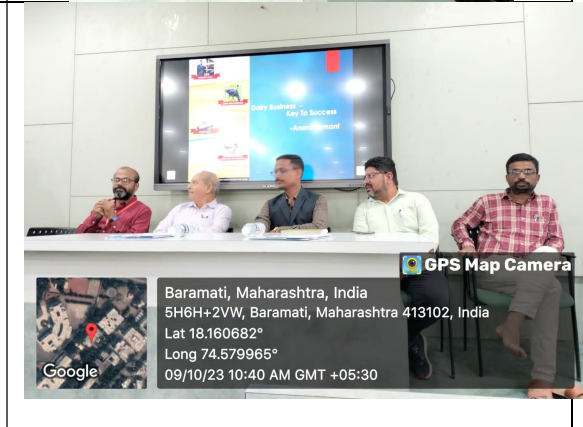 Dairy Business -
Key To Success
GPS Map Camera
Baramati, Maharashtra, India
5H6H+2VW, Baramati, Maharashtra 413102, India
Lat 18.160682°
Long 74.579965°
09/10/23 10:40 AM GMT +05:30
Google